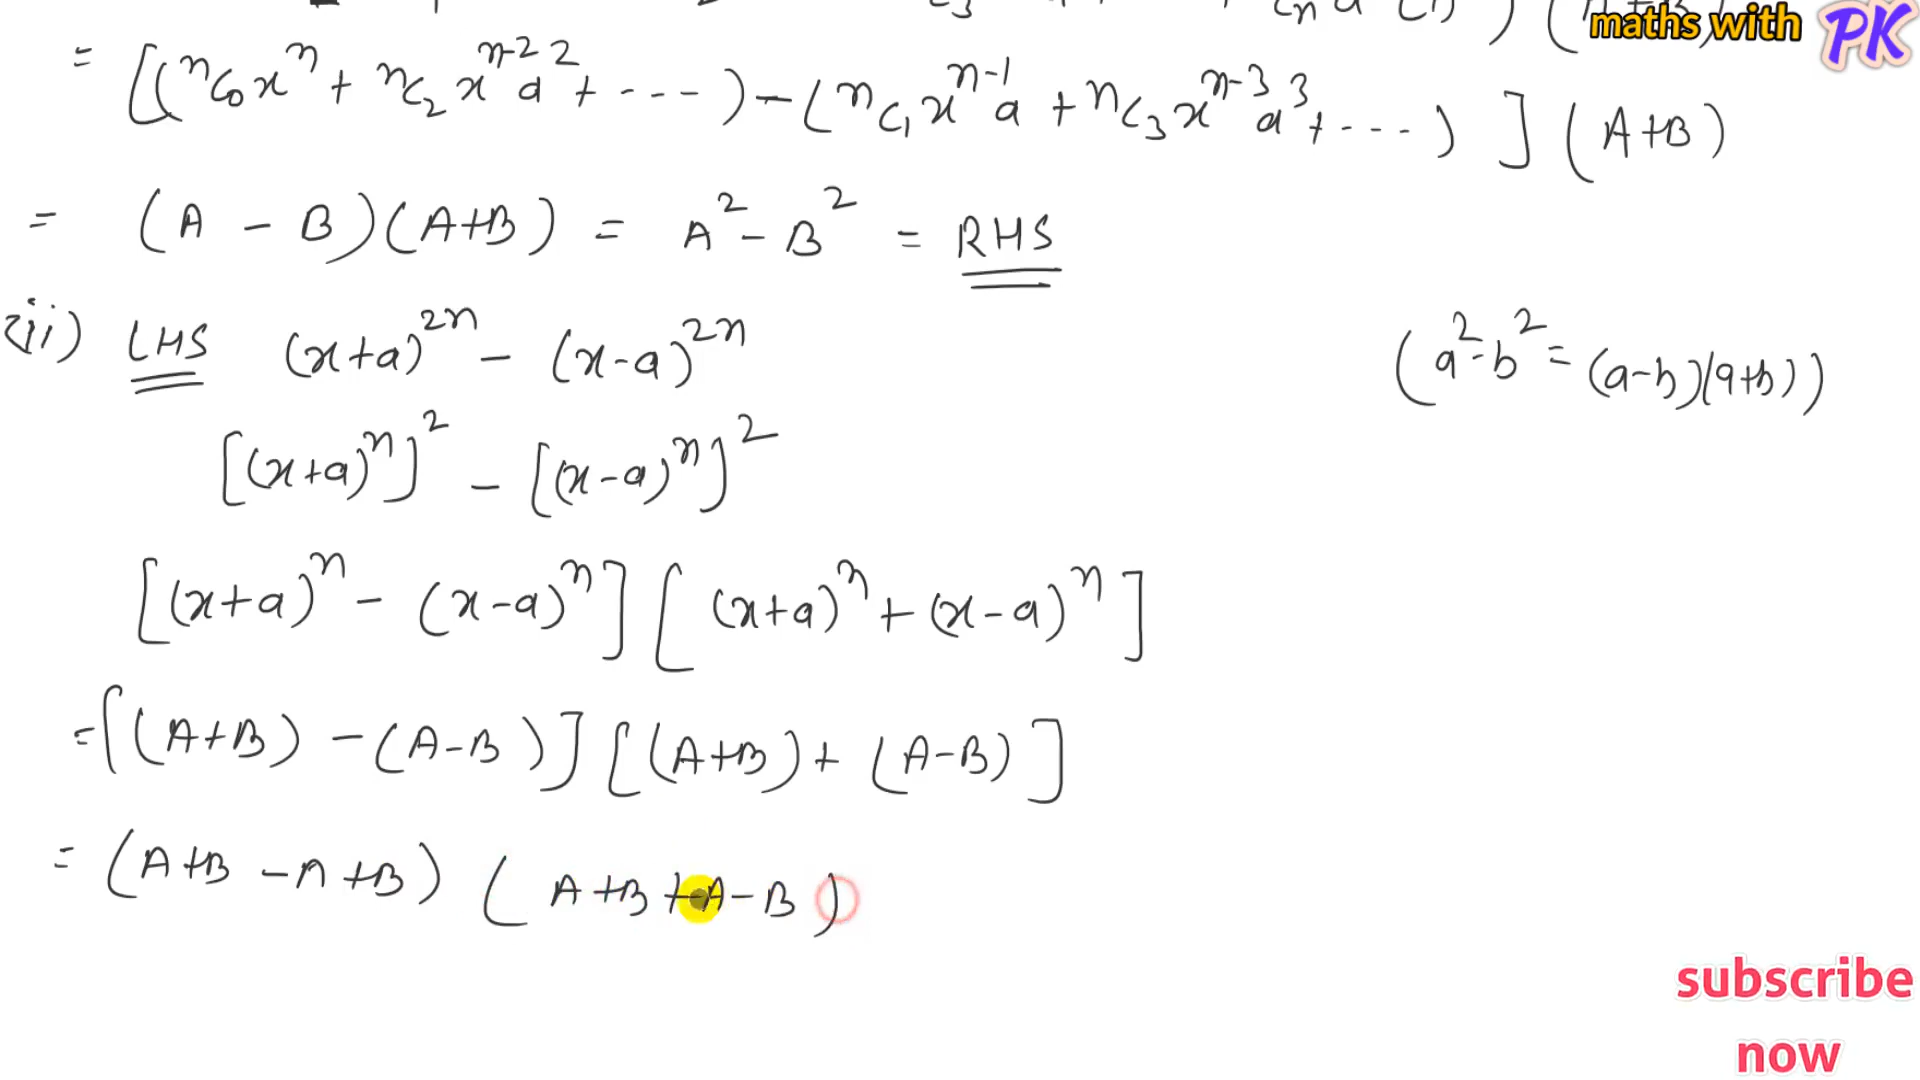 maths with PK
= [(ⁿC₀xⁿ + ⁿC₂xⁿ⁻²a² + ----) - (ⁿC₁xⁿ⁻¹a + ⁿC₃xⁿ⁻³a³ + ----)] (A+B)
= (A - B)(A+B) = A² - B² = RHS
ii) LHS (x+a)²ⁿ - (x-a)²ⁿ (a²-b² = (a-b)(a+b))
[(x+a)ⁿ]² - [(x-a)ⁿ]²
[(x+a)ⁿ - (x-a)ⁿ] [(x+a)ⁿ + (x-a)ⁿ]
= [(A+B) - (A-B)] [(A+B) + (A-B)]
= (A+B -A+B) (A+B+A-B)
subscribe
now